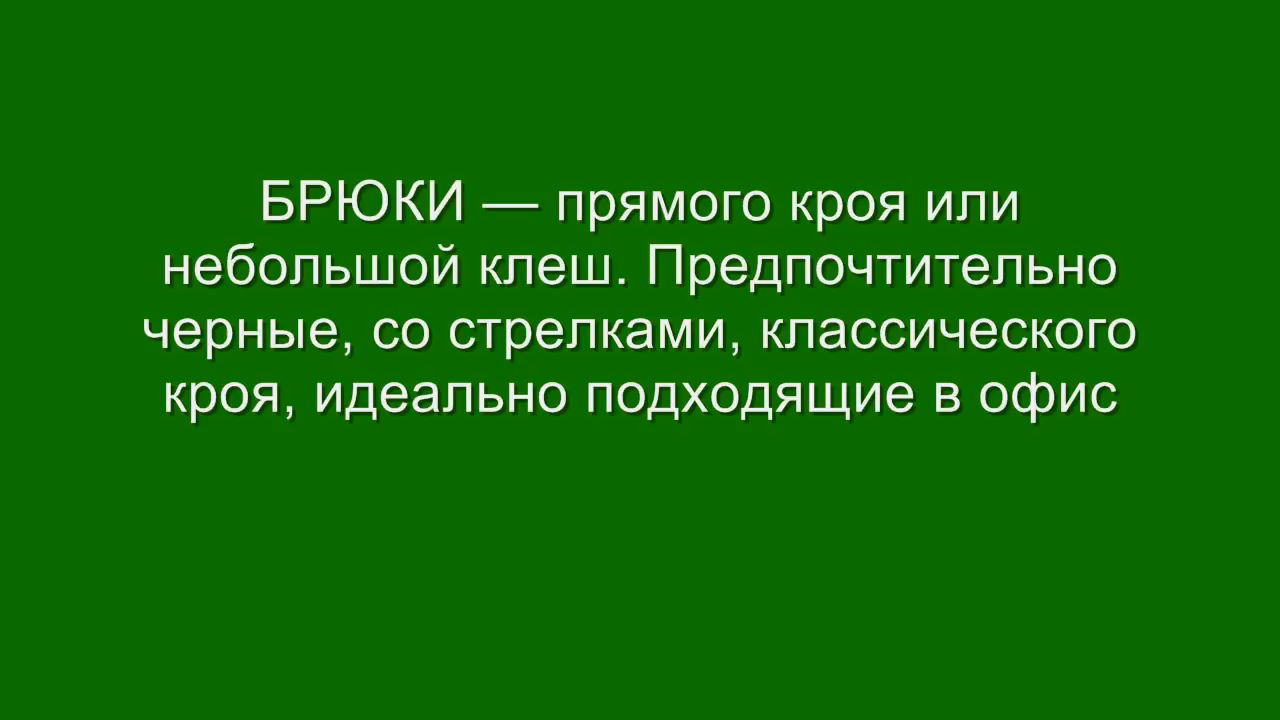 БРЮКИ — прямого кроя или
небольшой клеш. Предпочтительно
черные, со стрелками, классического
кроя, идеально подходящие в офис